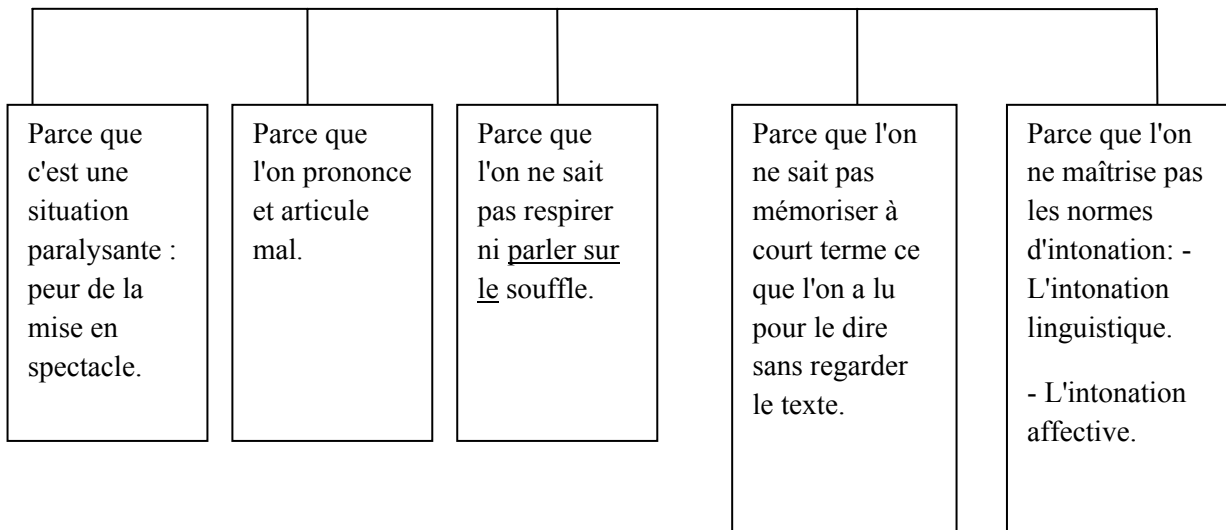 Parce que
c'est une
situation
paralysante :
peur de la
mise en
spectacle.
Parce que
l'on prononce
et articule
mal.
Parce que
l'on ne sait
pas respirer
ni parler sur
le souffle.
Parce que l'on
ne sait pas
mémoriser à
court terme ce
que l'on a lu
pour le dire
sans regarder
le texte.
Parce que l'on
ne maîtrise pas
les normes
d'intonation: -
L'intonation
linguistique.
- L'intonation
affective.